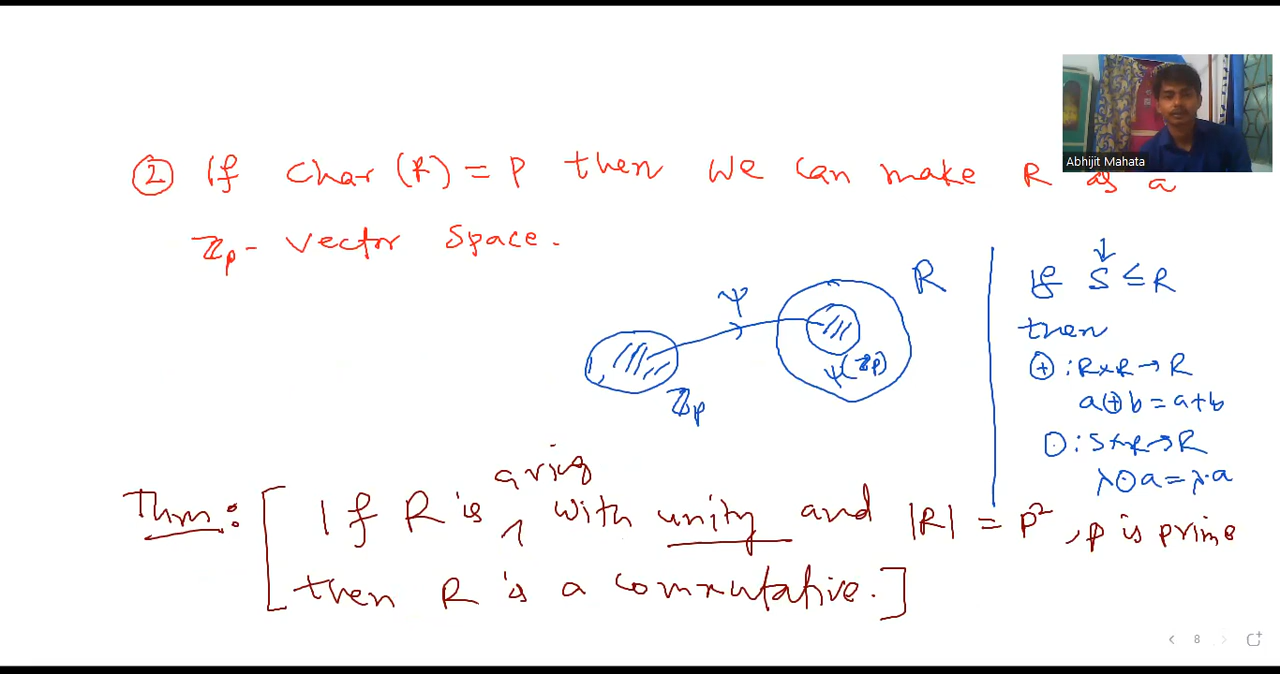 ② If char (R) = P then we can make R as a
ℤp - vector space.
ψ
R
ψ(ℤp)
ℤp
If S ≤ R
then
⊕ : R×R → R
a⊕b = a+b
⊙ : S×R → R
λ⊙a = λ·a
a ring
Thm: [ If R is ∧ with unity and |R| = p², p is prime
then R is a commutative. ]
Abhijit Mahata
8